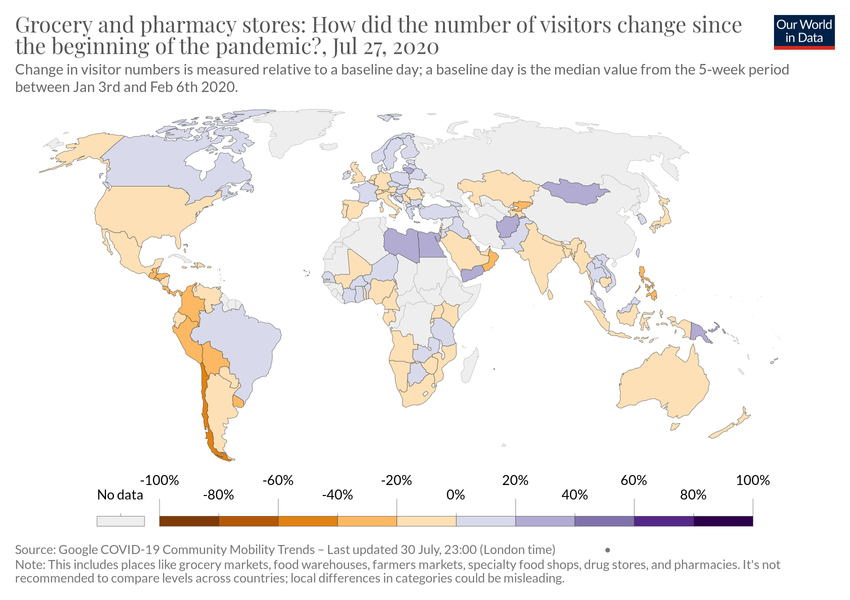 Grocery and pharmacy stores: How did the number of visitors change since
the beginning of the pandemic?, Jul 27, 2020
Our World
in Data
Change in visitor numbers is measured relative to a baseline day; a baseline day is the median value from the 5-week period
between Jan 3rd and Feb 6th 2020.
-100% -60% -20% 20% 60% 100%
No data -80% -40% 0% 40% 80%
Source: Google COVID-19 Community Mobility Trends – Last updated 30 July, 23:00 (London time) •
Note: This includes places like grocery markets, food warehouses, farmers markets, specialty food shops, drug stores, and pharmacies. It's not
recommended to compare levels across countries; local differences in categories could be misleading.